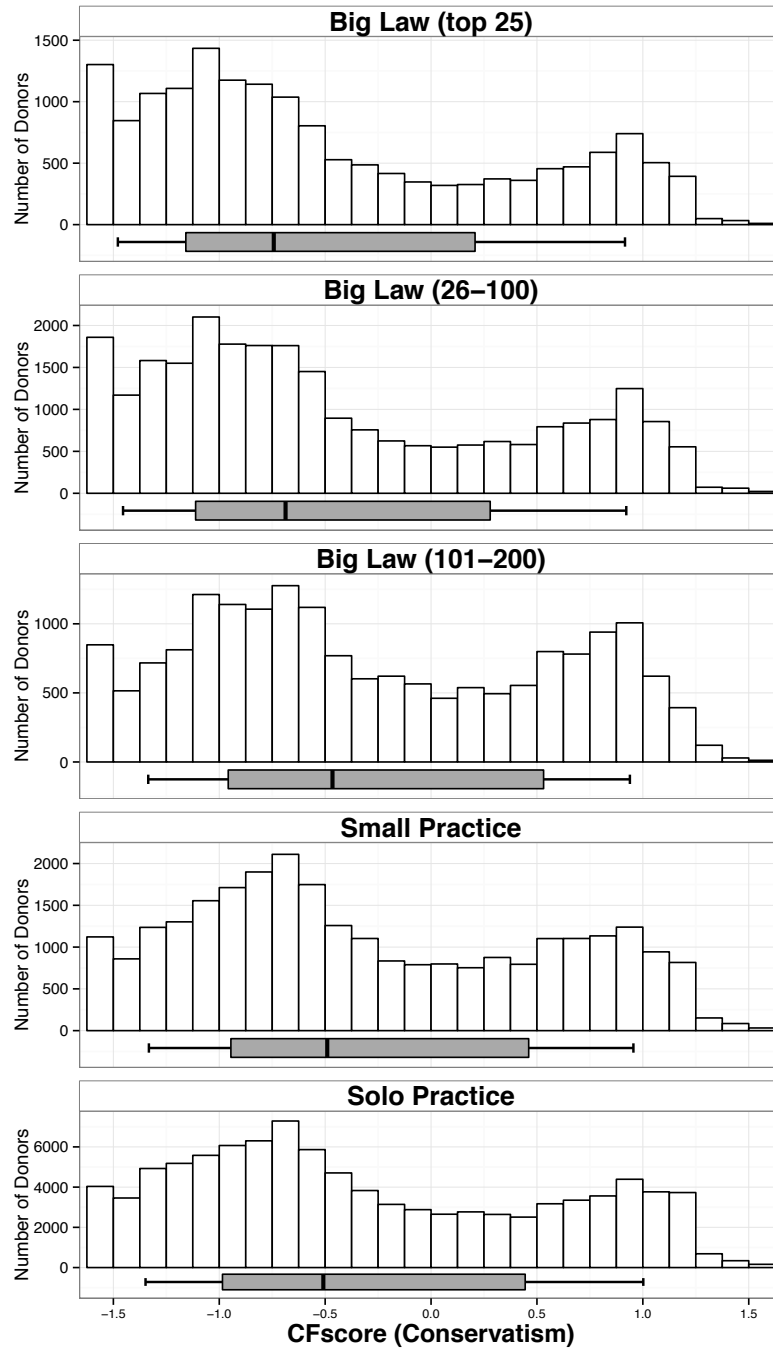 Big Law (top 25)
Number of Donors
1500
1000
500
0
Big Law (26−100)
Number of Donors
2000
1500
1000
500
0
Big Law (101−200)
Number of Donors
1000
500
0
Small Practice
Number of Donors
2000
1500
1000
500
0
Solo Practice
Number of Donors
6000
4000
2000
0
−1.5 −1.0 −0.5 0.0 0.5 1.0 1.5
CFscore (Conservatism)